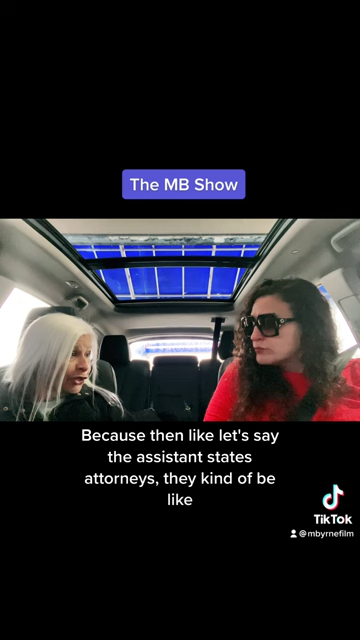 The MB Show
Because then like let's say
the assistant states
attorneys, they kind of be
like
TikTok
@mbyrnefilm